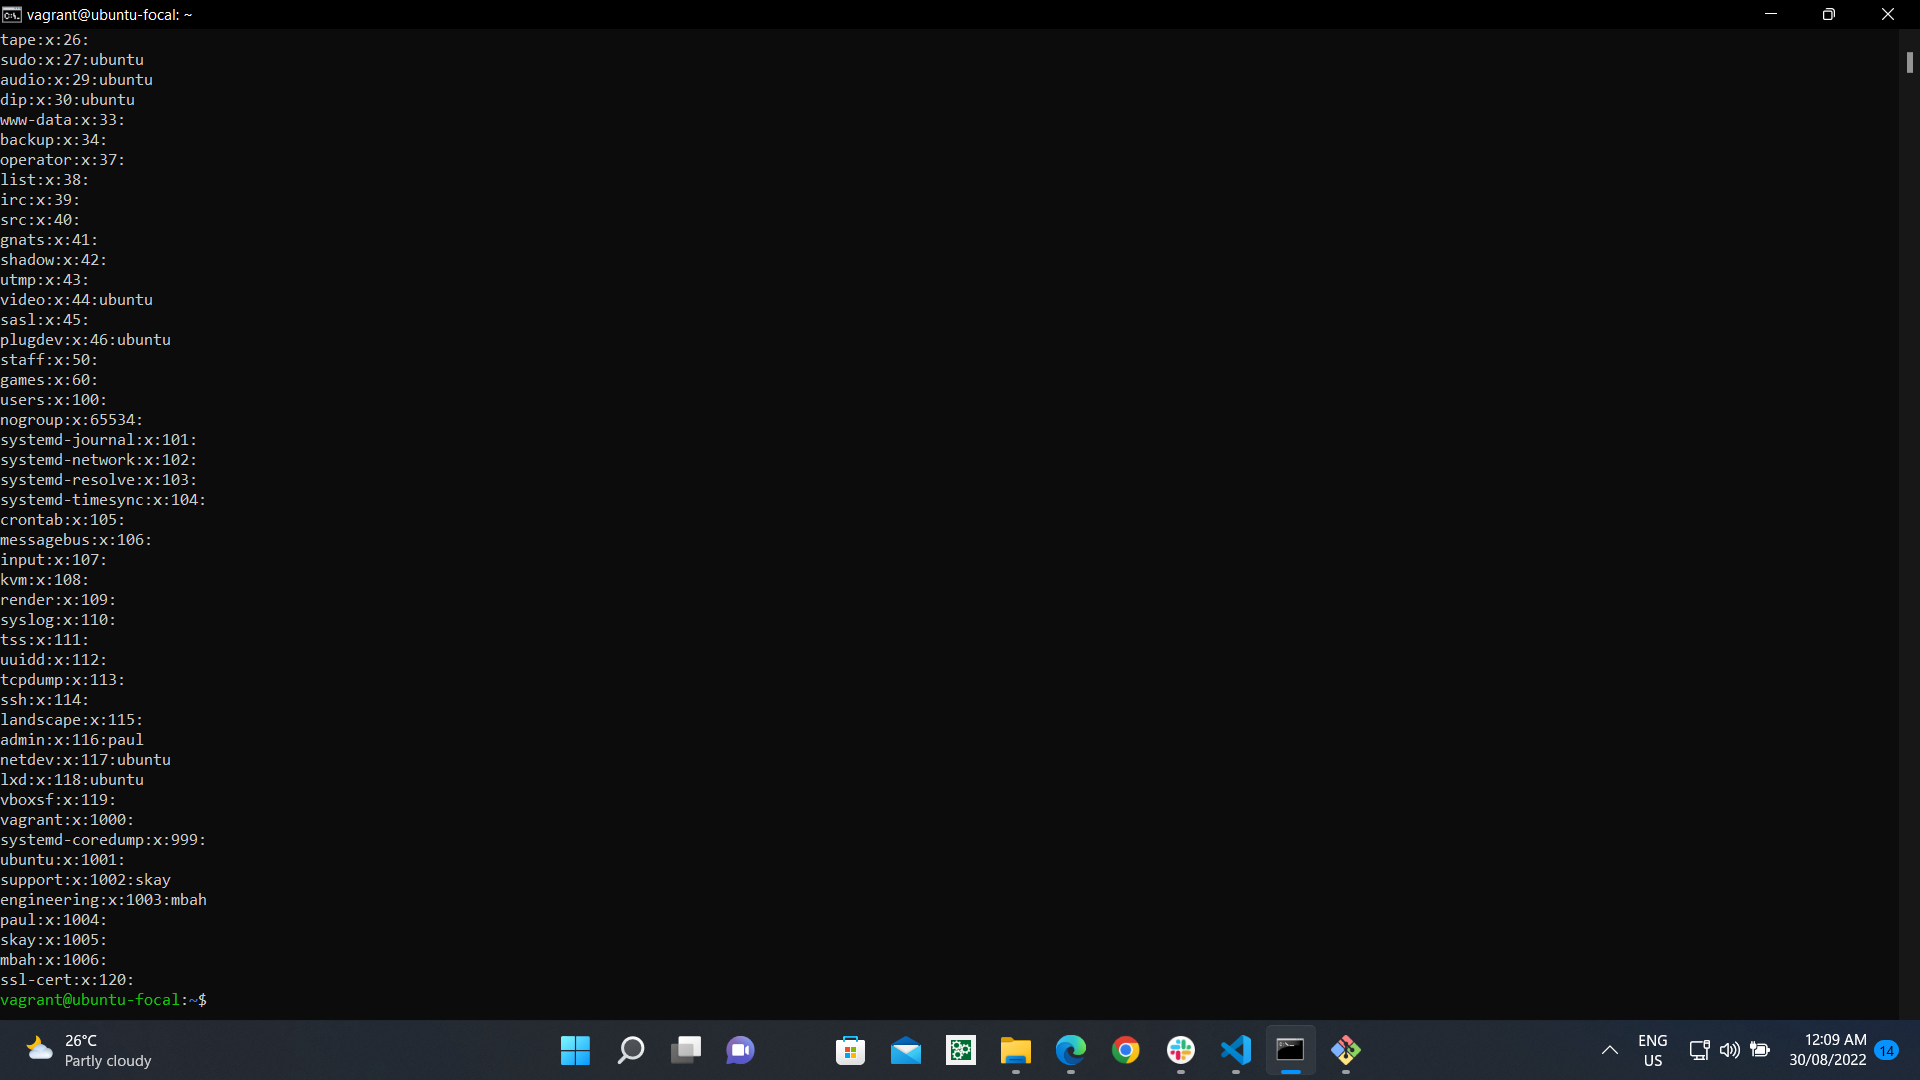 vagrant@ubuntu-focal: ~
tape:x:26:
sudo:x:27:ubuntu
audio:x:29:ubuntu
dip:x:30:ubuntu
www-data:x:33:
backup:x:34:
operator:x:37:
list:x:38:
irc:x:39:
src:x:40:
gnats:x:41:
shadow:x:42:
utmp:x:43:
video:x:44:ubuntu
sasl:x:45:
plugdev:x:46:ubuntu
staff:x:50:
games:x:60:
users:x:100:
nogroup:x:65534:
systemd-journal:x:101:
systemd-network:x:102:
systemd-resolve:x:103:
systemd-timesync:x:104:
crontab:x:105:
messagebus:x:106:
input:x:107:
kvm:x:108:
render:x:109:
syslog:x:110:
tss:x:111:
uuidd:x:112:
tcpdump:x:113:
ssh:x:114:
landscape:x:115:
admin:x:116:paul
netdev:x:117:ubuntu
lxd:x:118:ubuntu
vboxsf:x:119:
vagrant:x:1000:
systemd-coredump:x:999:
ubuntu:x:1001:
support:x:1002:skay
engineering:x:1003:mbah
paul:x:1004:
skay:x:1005:
mbah:x:1006:
ssl-cert:x:120:
vagrant@ubuntu-focal:~$
26°C
Partly cloudy
ENG
US
12:09 AM
30/08/2022
14